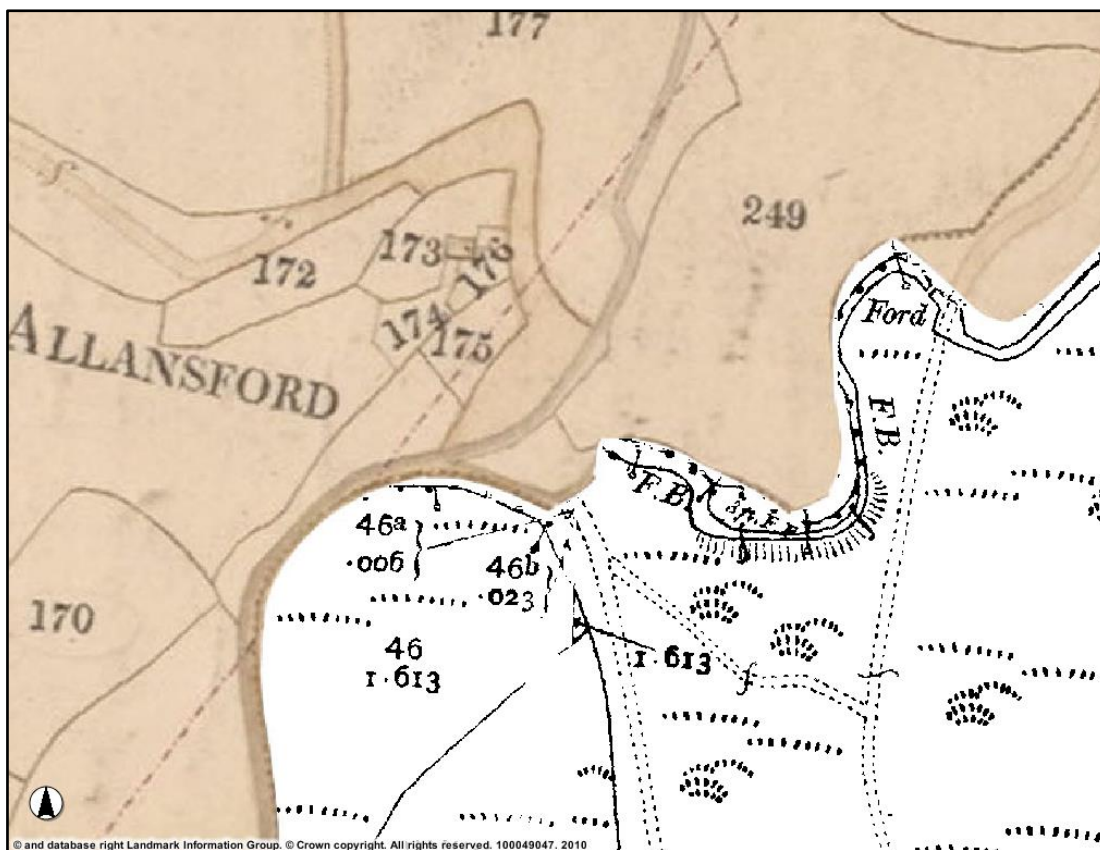 177
249
173
176
172
174
175
ALLANSFORD
Ford
F.B.
F.B
46a
.006
46b
.023
170
46
1.613
1.613
© and database right Landmark Information Group. © Crown copyright. All rights reserved. 100049047. 2010